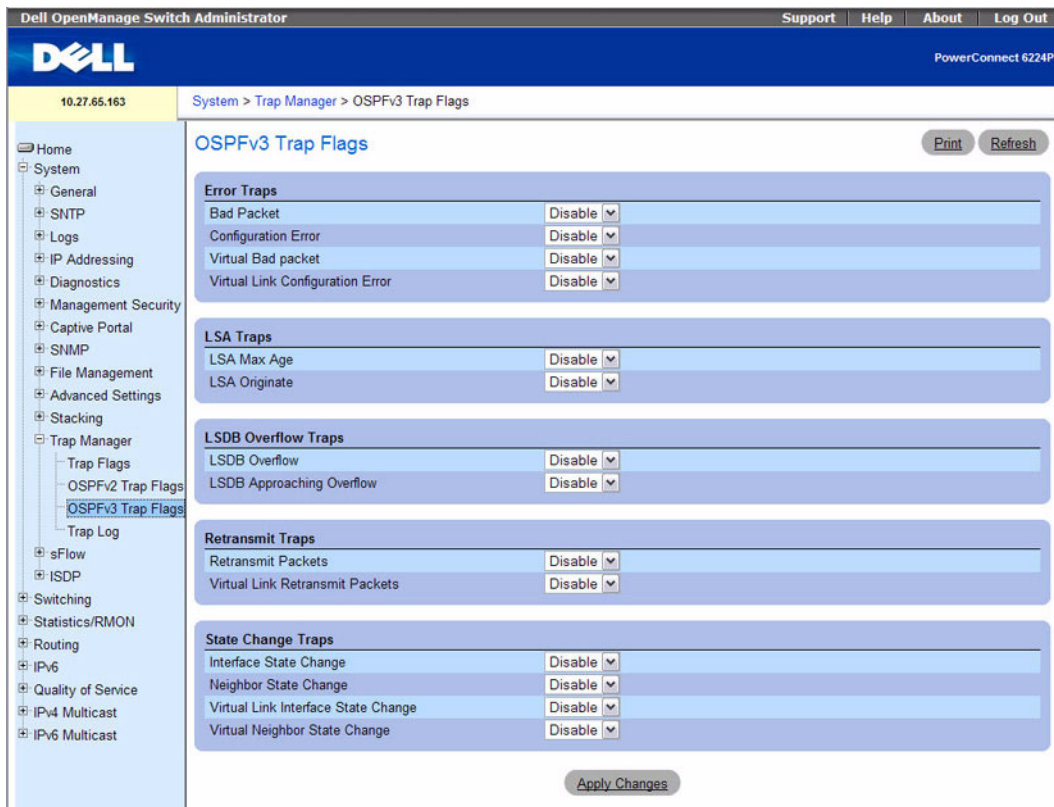 Dell OpenManage Switch Administrator Support Help About Log Out
DELL
PowerConnect 6224P
10.27.65.163
System > Trap Manager > OSPFv3 Trap Flags
Home
System
General
SNTP
Logs
IP Addressing
Diagnostics
Management Security
Captive Portal
SNMP
File Management
Advanced Settings
Stacking
Trap Manager
Trap Flags
OSPFv2 Trap Flags
OSPFv3 Trap Flags
Trap Log
sFlow
ISDP
Switching
Statistics/RMON
Routing
IPv6
Quality of Service
IPv4 Multicast
IPv6 Multicast
OSPFv3 Trap Flags
Print Refresh
Error Traps
Bad Packet Disable
Configuration Error Disable
Virtual Bad packet Disable
Virtual Link Configuration Error Disable
LSA Traps
LSA Max Age Disable
LSA Originate Disable
LSDB Overflow Traps
LSDB Overflow Disable
LSDB Approaching Overflow Disable
Retransmit Traps
Retransmit Packets Disable
Virtual Link Retransmit Packets Disable
State Change Traps
Interface State Change Disable
Neighbor State Change Disable
Virtual Link Interface State Change Disable
Virtual Neighbor State Change Disable
Apply Changes